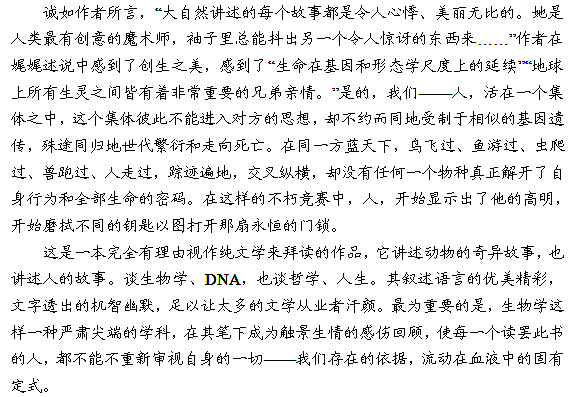 诚如作者所言，“大自然讲述的每个故事都是令人心悸、美丽无比的。她是
人类最有创意的魔术师，袖子里总能抖出另一个令人惊讶的东西来……”作者在
娓娓述说中感到了创生之美，感到了“生命在基因和形态学尺度上的延续”“地球
上所有生灵之间皆有着非常重要的兄弟亲情。”是的，我们——人，活在一个集
体之中，这个集体彼此不能进入对方的思想，却不约而同地受制于相似的基因遗
传，殊途同归地世代繁衍和走向死亡。在同一方蓝天下，鸟飞过、鱼游过、虫爬
过、兽跑过、人走过，踪迹遍地，交叉纵横，却没有任何一个物种真正解开了自
身行为和全部生命的密码。在这样的不朽竞赛中，人，开始显示出了他的高明，
开始磨拭不同的钥匙以图打开那扇永恒的门锁。
这是一本完全有理由视作纯文学来拜读的作品，它讲述动物的奇异故事，也
讲述人的故事。谈生物学、DNA，也谈哲学、人生。其叙述语言的优美精彩，
文字透出的机智幽默，足以让太多的文学从业者汗颜。最为重要的是，生物学这
样一种严肃尖端的学科，在其笔下成为触景生情的感伤回顾，使每一个读罢此书
的人，都不能不重新审视自身的一切——我们存在的依据，流动在血液中的固有
定式。